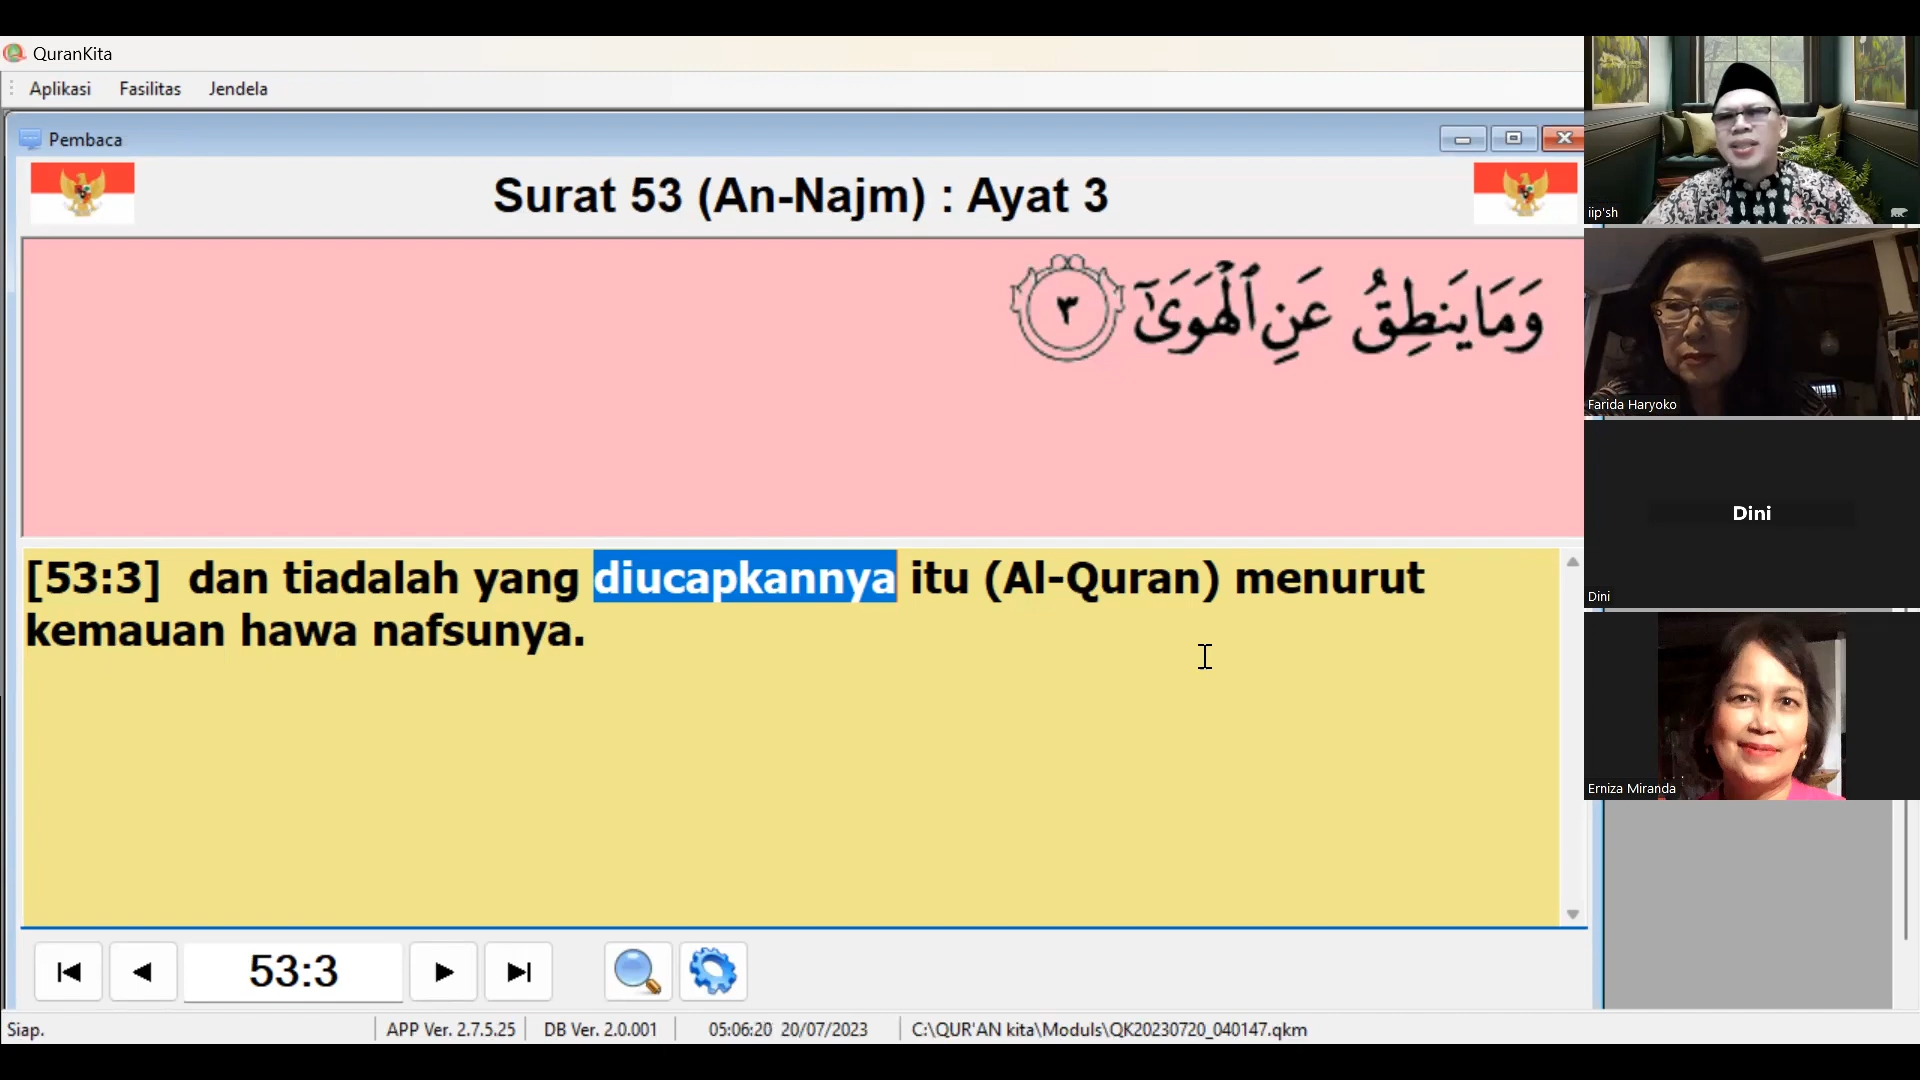 QuranKita
Aplikasi Fasilitas Jendela
Pembaca
Surat 53 (An-Najm) : Ayat 3
وَمَا يَنطِقُ عَنِ ٱلْهَوَىٰٓ ٣
[53:3] dan tiadalah yang diucapkannya itu (Al-Quran) menurut
kemauan hawa nafsunya.
53:3
Siap. APP Ver. 2.7.5.25 DB Ver. 2.0.001 05:06:20 20/07/2023 C:\QUR'AN kita\Moduls\QK20230720_040147.qkm
iip'sh
Farida Haryoko
Dini
Dini
Erniza Miranda